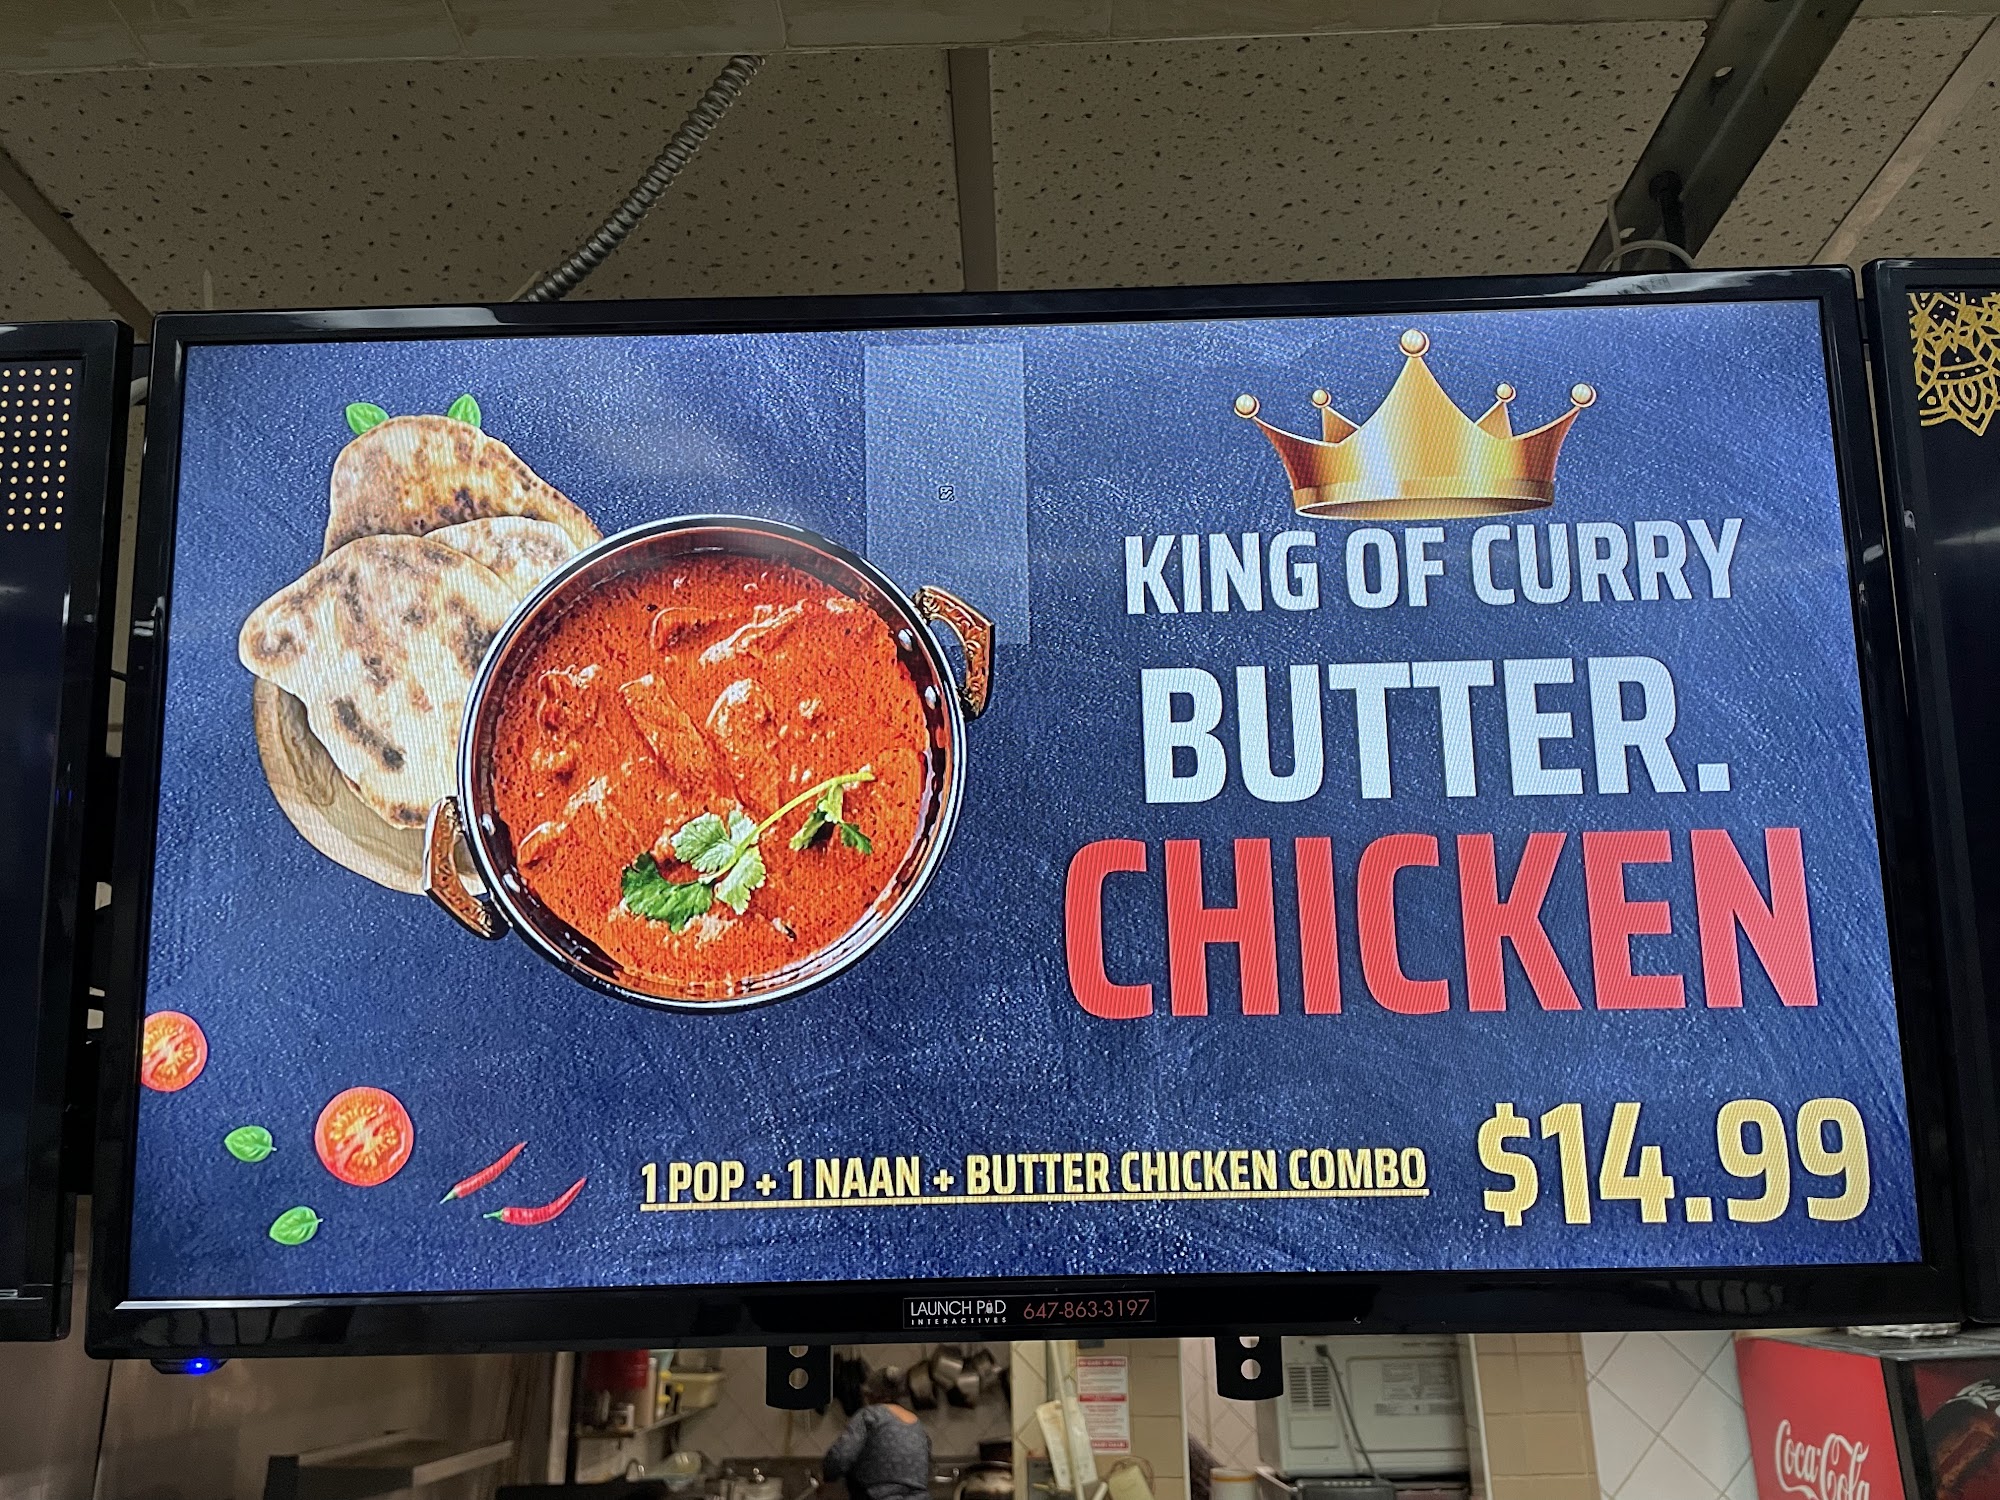 KING OF CURRY
BUTTER.
CHICKEN
1 POP + 1 NAAN + BUTTER CHICKEN COMBO
$14.99
LAUNCH PAD
INTERACTIVES
647-863-3197
Coca-Cola